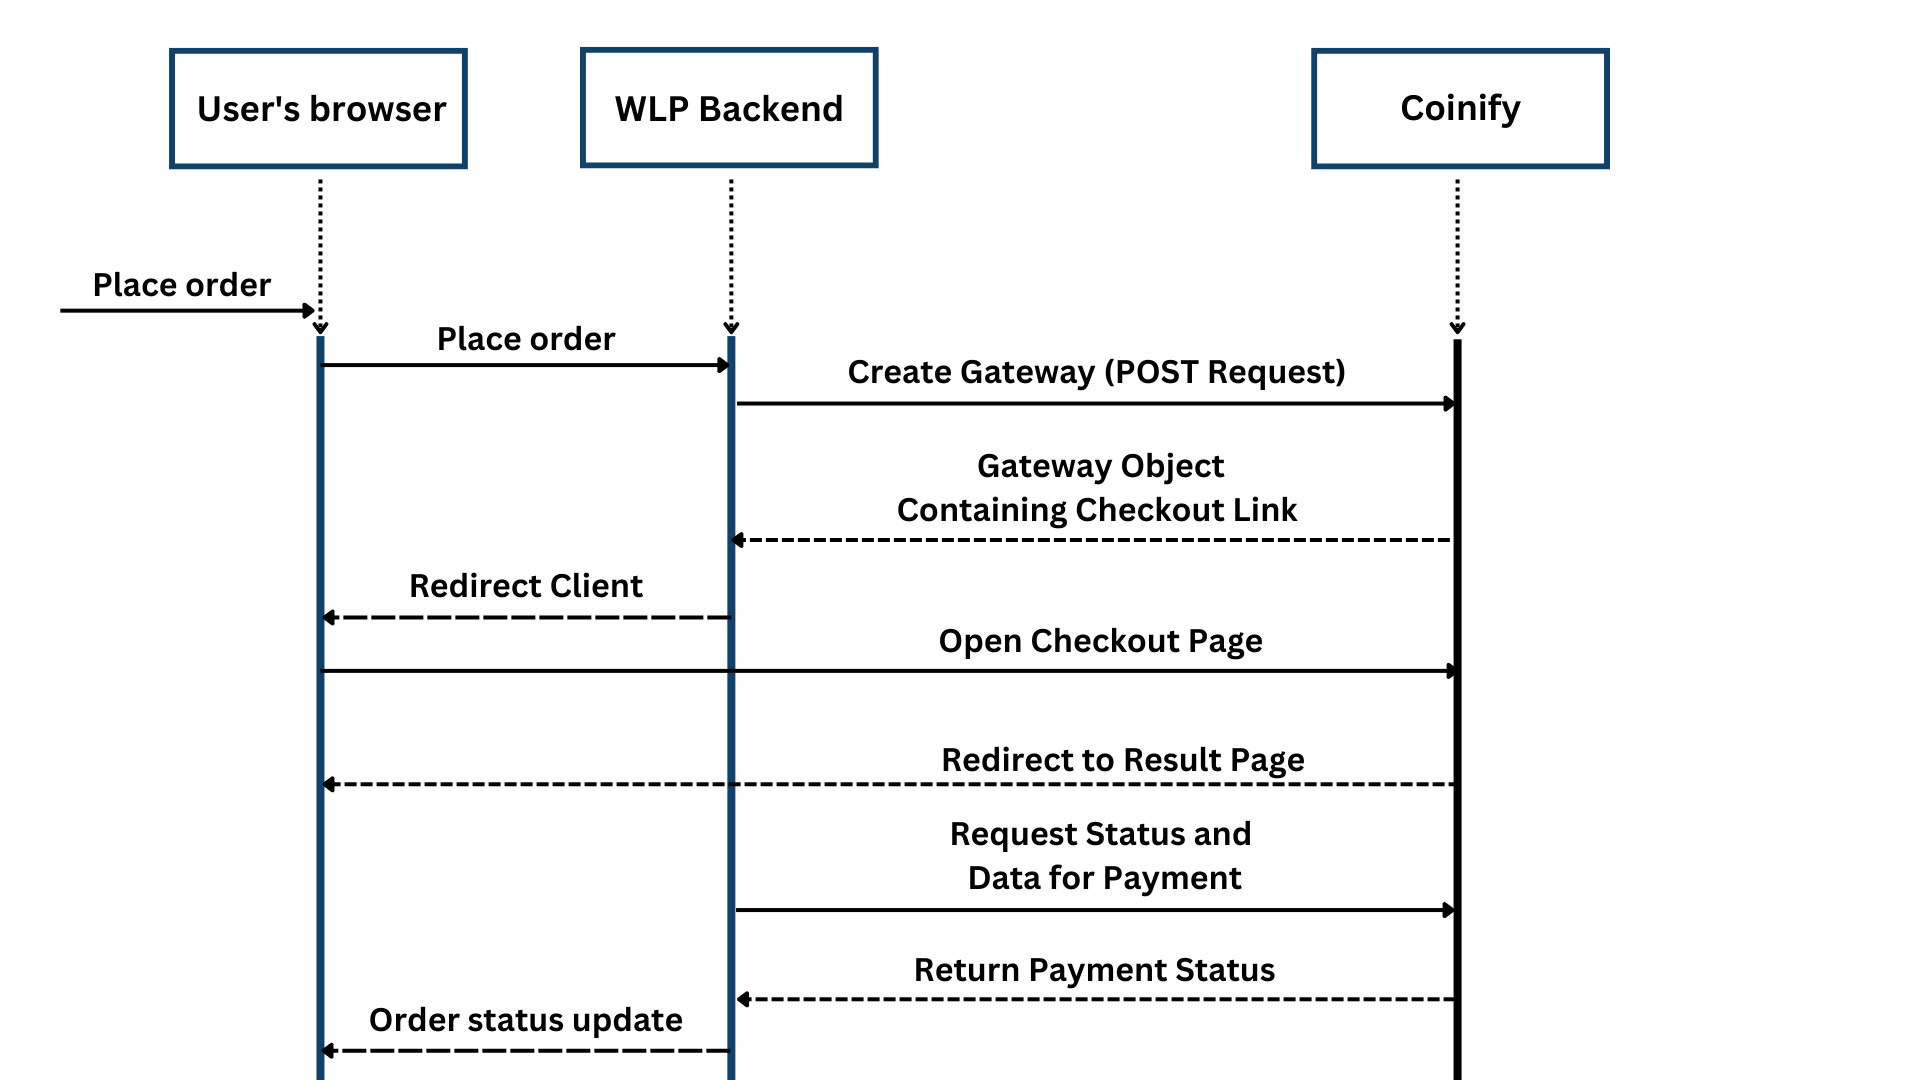 User's browser
WLP Backend
Coinify
Place order
Place order
Create Gateway (POST Request)
Gateway Object
Containing Checkout Link
Redirect Client
Open Checkout Page
Redirect to Result Page
Request Status and
Data for Payment
Return Payment Status
Order status update